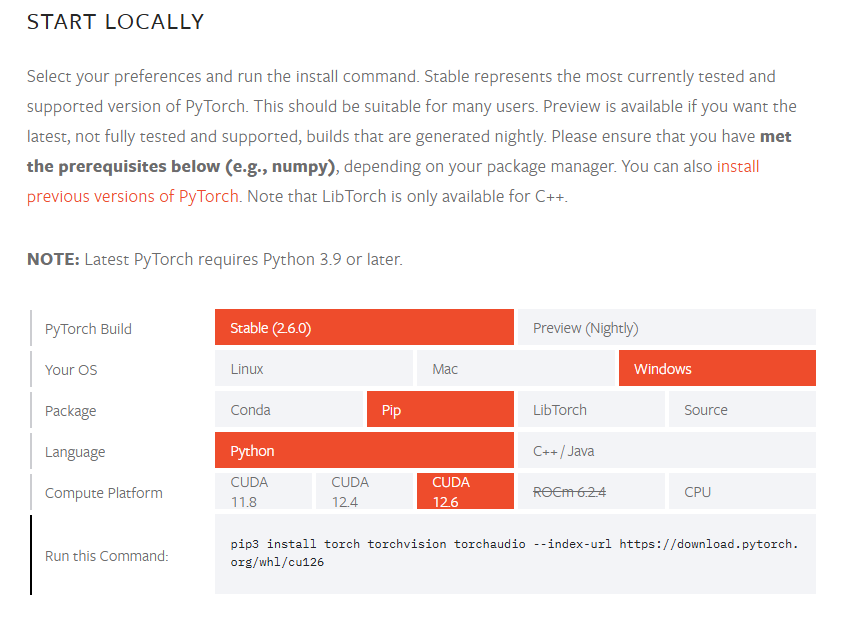 START LOCALLY
Select your preferences and run the install command. Stable represents the most currently tested and
supported version of PyTorch. This should be suitable for many users. Preview is available if you want the
latest, not fully tested and supported, builds that are generated nightly. Please ensure that you have met
the prerequisites below (e.g., numpy), depending on your package manager. You can also install
previous versions of PyTorch. Note that LibTorch is only available for C++.
NOTE: Latest PyTorch requires Python 3.9 or later.
PyTorch Build
Stable (2.6.0)
Preview (Nightly)
Your OS
Linux
Mac
Windows
Package
Conda
Pip
LibTorch
Source
Language
Python
C++ / Java
Compute Platform
CUDA
11.8
CUDA
12.4
CUDA
12.6
ROCm 6.2.4
CPU
Run this Command:
pip3 install torch torchvision torchaudio --index-url https://download.pytorch.
org/whl/cu126